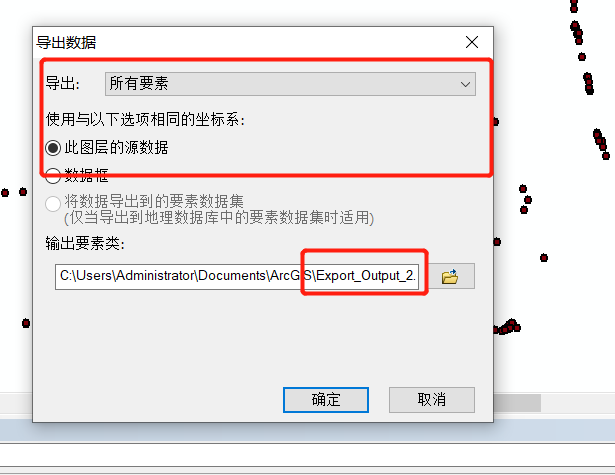 导出数据
导出: 所有要素
使用与以下选项相同的坐标系:
此图层的源数据
数据框
将数据导出到的要素数据集
(仅当导出到地理数据库中的要素数据集时适用)
输出要素类:
C:\Users\Administrator\Documents\ArcGIS\Export_Output_2.
确定 取消